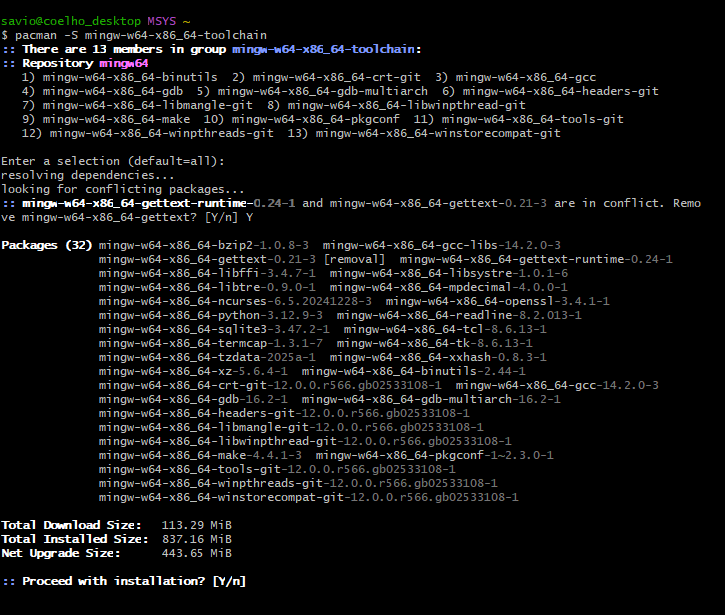 savio@coelho_desktop MSYS ~
$ pacman -S mingw-w64-x86_64-toolchain
:: There are 13 members in group mingw-w64-x86_64-toolchain:
:: Repository mingw64
   1) mingw-w64-x86_64-binutils  2) mingw-w64-x86_64-crt-git  3) mingw-w64-x86_64-gcc
   4) mingw-w64-x86_64-gdb  5) mingw-w64-x86_64-gdb-multiarch  6) mingw-w64-x86_64-headers-git
   7) mingw-w64-x86_64-libmangle-git  8) mingw-w64-x86_64-libwinpthread-git
   9) mingw-w64-x86_64-make  10) mingw-w64-x86_64-pkgconf  11) mingw-w64-x86_64-tools-git
   12) mingw-w64-x86_64-winpthreads-git  13) mingw-w64-x86_64-winstorecompat-git
Enter a selection (default=all):
resolving dependencies...
looking for conflicting packages...
:: mingw-w64-x86_64-gettext-runtime-0.24-1 and mingw-w64-x86_64-gettext-0.21-3 are in conflict. Remo
ve mingw-w64-x86_64-gettext? [Y/n] Y
Packages (32) mingw-w64-x86_64-bzip2-1.0.8-3  mingw-w64-x86_64-gcc-libs-14.2.0-3
              mingw-w64-x86_64-gettext-0.21-3 [removal]  mingw-w64-x86_64-gettext-runtime-0.24-1
              mingw-w64-x86_64-libffi-3.4.7-1  mingw-w64-x86_64-libsystre-1.0.1-6
              mingw-w64-x86_64-libtre-0.9.0-1  mingw-w64-x86_64-mpdecimal-4.0.0-1
              mingw-w64-x86_64-ncurses-6.5.20241228-3  mingw-w64-x86_64-openssl-3.4.1-1
              mingw-w64-x86_64-python-3.12.9-3  mingw-w64-x86_64-readline-8.2.013-1
              mingw-w64-x86_64-sqlite3-3.47.2-1  mingw-w64-x86_64-tcl-8.6.13-1
              mingw-w64-x86_64-termcap-1.3.1-7  mingw-w64-x86_64-tk-8.6.13-1
              mingw-w64-x86_64-tzdata-2025a-1  mingw-w64-x86_64-xxhash-0.8.3-1
              mingw-w64-x86_64-xz-5.6.4-1  mingw-w64-x86_64-binutils-2.44-1
              mingw-w64-x86_64-crt-git-12.0.0.r566.gb02533108-1  mingw-w64-x86_64-gcc-14.2.0-3
              mingw-w64-x86_64-gdb-16.2-1  mingw-w64-x86_64-gdb-multiarch-16.2-1
              mingw-w64-x86_64-headers-git-12.0.0.r566.gb02533108-1
              mingw-w64-x86_64-libmangle-git-12.0.0.r566.gb02533108-1
              mingw-w64-x86_64-libwinpthread-git-12.0.0.r566.gb02533108-1
              mingw-w64-x86_64-make-4.4.1-3  mingw-w64-x86_64-pkgconf-1~2.3.0-1
              mingw-w64-x86_64-tools-git-12.0.0.r566.gb02533108-1
              mingw-w64-x86_64-winpthreads-git-12.0.0.r566.gb02533108-1
              mingw-w64-x86_64-winstorecompat-git-12.0.0.r566.gb02533108-1
Total Download Size:   113.29 MiB
Total Installed Size:  837.16 MiB
Net Upgrade Size:      443.65 MiB
:: Proceed with installation? [Y/n]